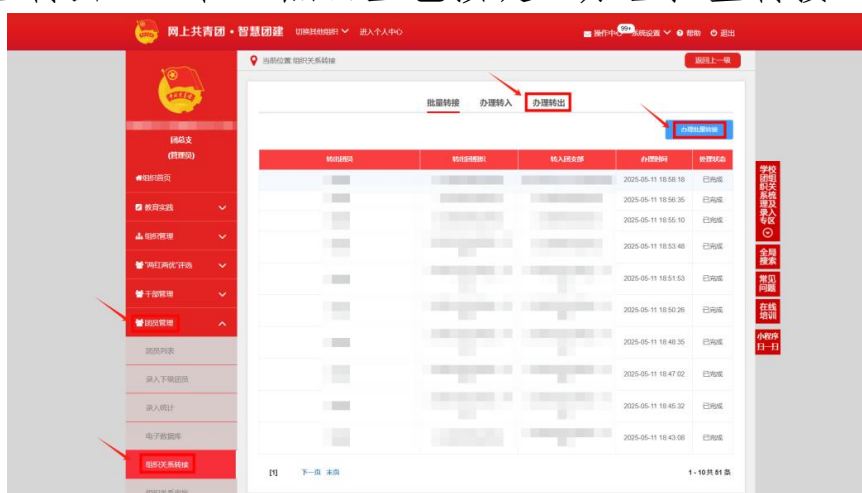 网上共青团·智慧团建 切换其他组织 进入个人中心 操作中心 99+ 系统设置 帮助 退出
当前位置:组织关系转接 返回上一级
批量转接 办理转入 办理转出
团总支
(管理员)
办理批量转接
转出团员 转出团组织 转入团支部 办理时间 处理状态
组织首页
2025-05-11 18:58:16 已完成
2025-05-11 18:56:35 已完成
教育实践
2025-05-11 18:55:10 已完成
组织管理
2025-05-11 18:53:48 已完成
"两红两优"评选
2025-05-11 18:51:53 已完成
干部管理
2025-05-11 18:50:26 已完成
团员管理
2025-05-11 18:48:35 已完成
团员列表
2025-05-11 18:47:02 已完成
录入下辖团员
2025-05-11 18:45:32 已完成
录入统计
2025-05-11 18:43:08 已完成
电子数据库
组织关系转接
[1] 下一页 末页 1 - 10 共 51 条
学校团组织关系系统管理及录入专区
全局搜索
常见问题
在线培训
小程序扫一扫